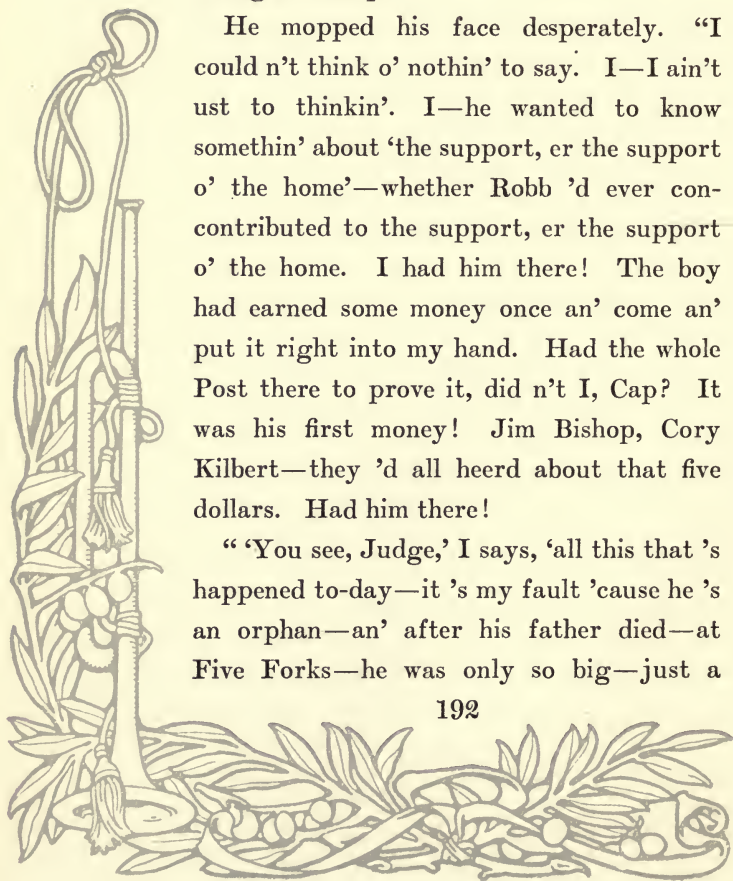 He mopped his face desperately. “I
could n’t think o’ nothin’ to say. I—I ain’t
ust to thinkin’. I—he wanted to know
somethin’ about ‘the support, er the support
o’ the home’—whether Robb ’d ever con-
contributed to the support, er the support
o’ the home. I had him there! The boy
had earned some money once an’ come an’
put it right into my hand. Had the whole
Post there to prove it, did n’t I, Cap? It
was his first money! Jim Bishop, Cory
Kilbert—they ’d all heerd about that five
dollars. Had him there!
“ ‘You see, Judge,’ I says, ‘all this that ’s
happened to-day—it ’s my fault ’cause he ’s
an orphan—an’ after his father died—at
Five Forks—he was only so big—just a
192